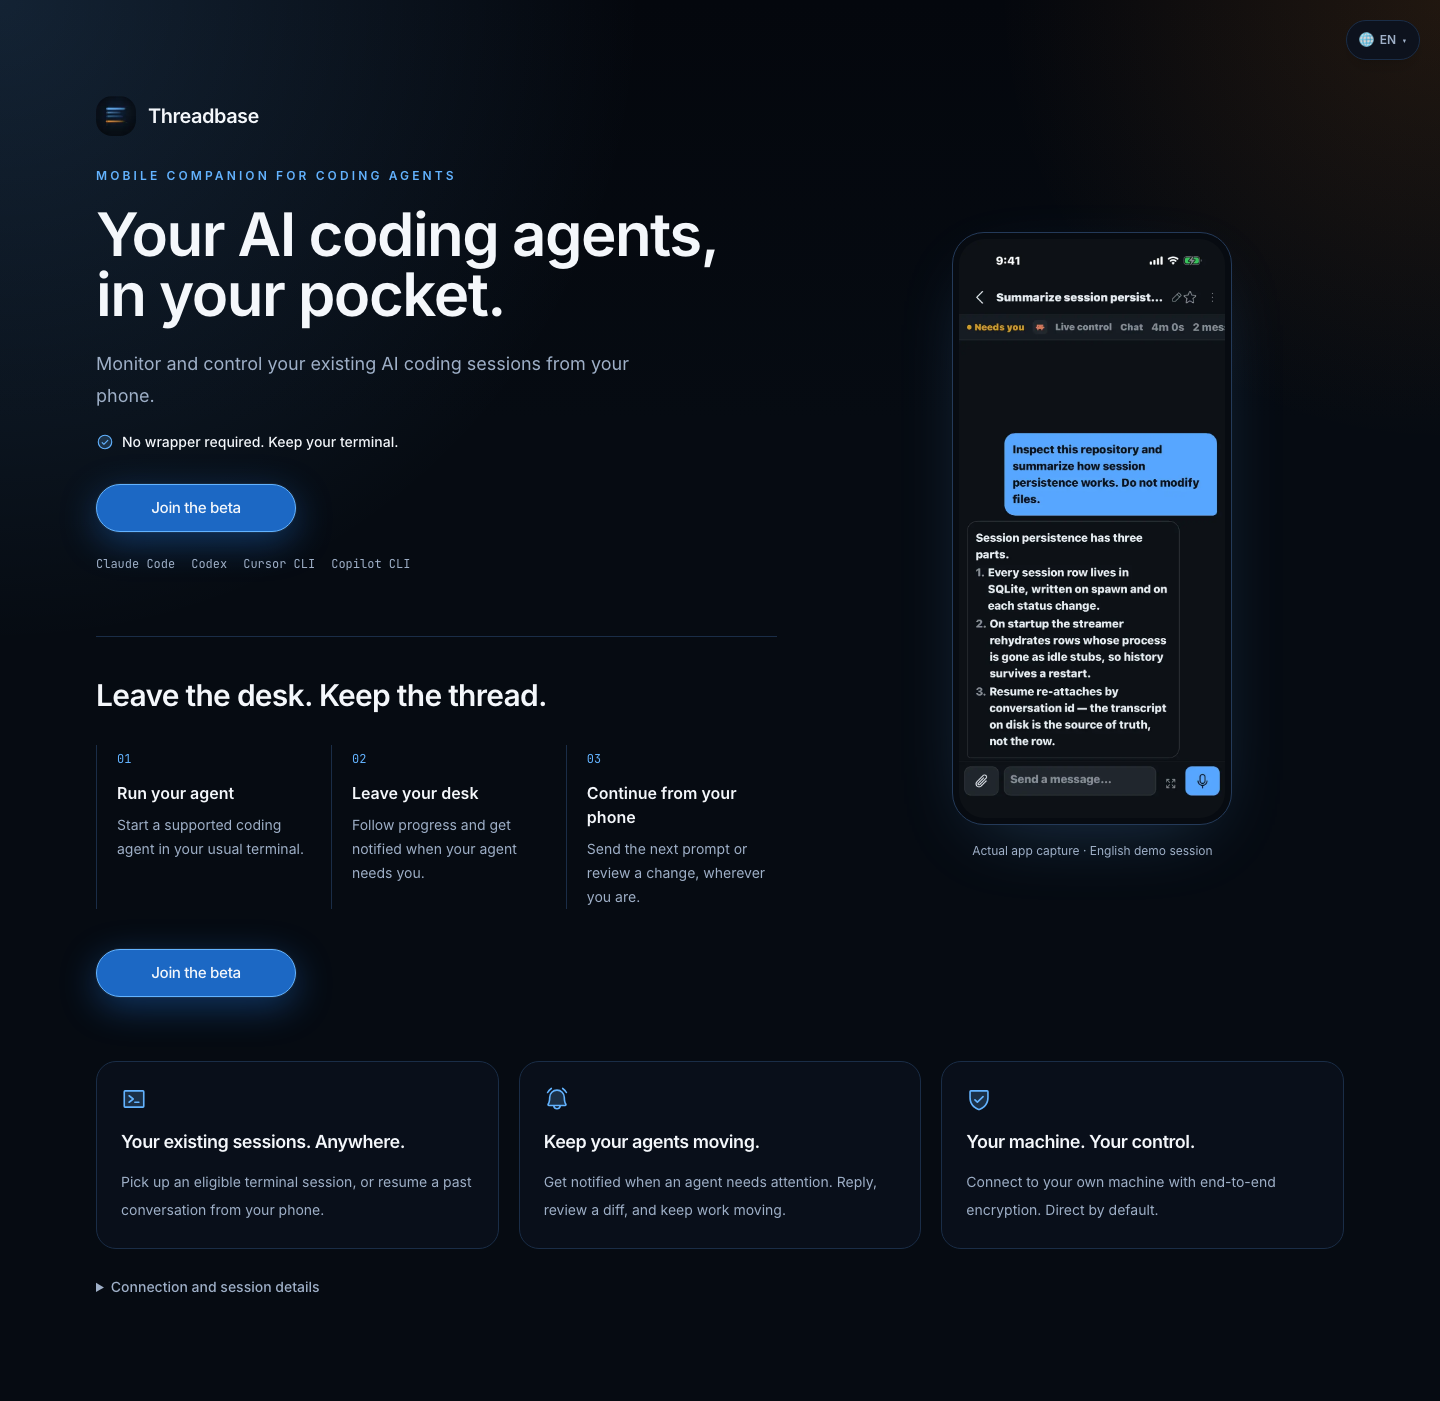 EN
Threadbase
MOBILE COMPANION FOR CODING AGENTS
Your AI coding agents,
in your pocket.
Monitor and control your existing AI coding sessions from your
phone.
No wrapper required. Keep your terminal.
Join the beta
Claude Code Codex Cursor CLI Copilot CLI
Leave the desk. Keep the thread.
01
Run your agent
Start a supported coding
agent in your usual terminal.
02
Leave your desk
Follow progress and get
notified when your agent
needs you.
03
Continue from your
phone
Send the next prompt or
review a change, wherever
you are.
Join the beta
9:41
Summarize session persist...
Needs you Live control Chat 4m 0s 2 mes
Inspect this repository and
summarize how session
persistence works. Do not modify
files.
Session persistence has three
parts.
1. Every session row lives in
SQLite, written on spawn and on
each status change.
2. On startup the streamer
rehydrates rows whose process
is gone as idle stubs, so history
survives a restart.
3. Resume re-attaches by
conversation id — the transcript
on disk is the source of truth,
not the row.
Send a message...
Actual app capture · English demo session
Your existing sessions. Anywhere.
Pick up an eligible terminal session, or resume a past
conversation from your phone.
Keep your agents moving.
Get notified when an agent needs attention. Reply,
review a diff, and keep work moving.
Your machine. Your control.
Connect to your own machine with end-to-end
encryption. Direct by default.
Connection and session details